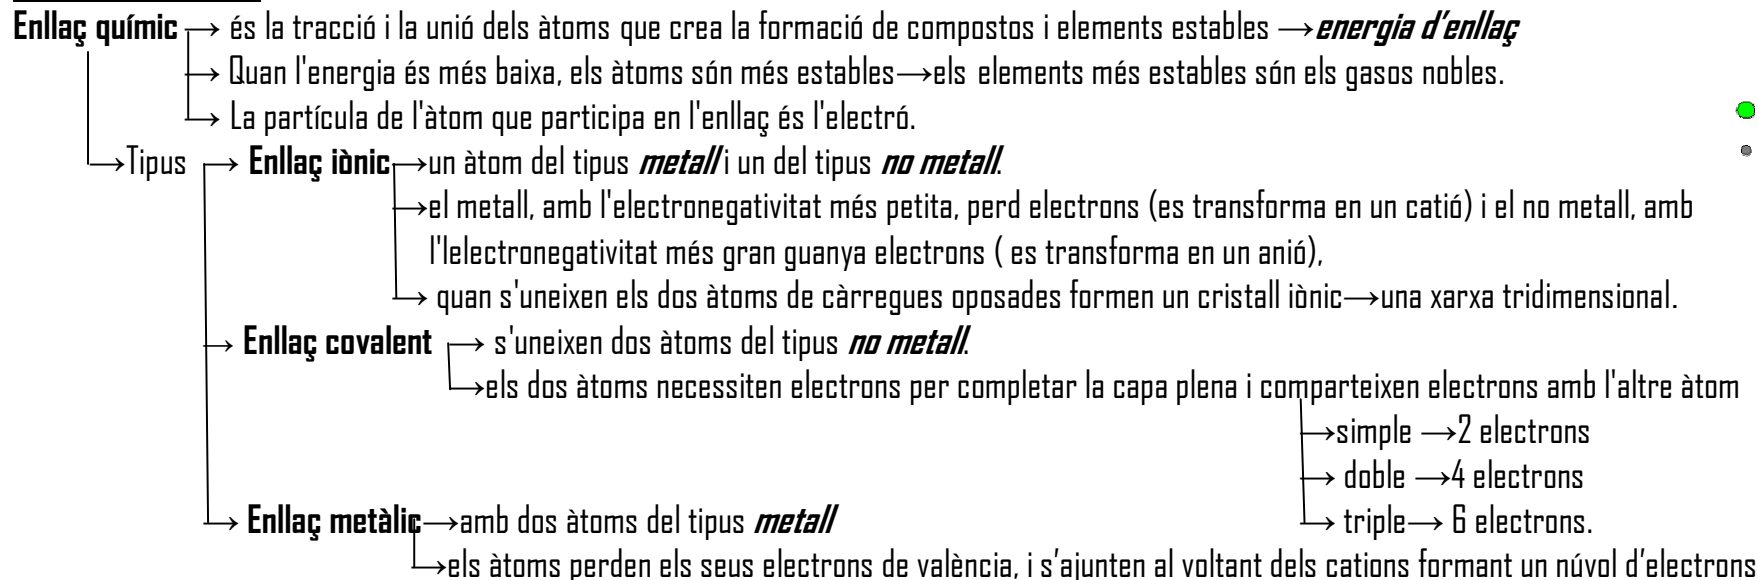 Enllaç químic → és la tracció i la unió dels àtoms que crea la formació de compostos i elements estables → energia d'enllaç
→ Quan l'energia és més baixa, els àtoms són més estables→els elements més estables són els gasos nobles.
→ La partícula de l'àtom que participa en l'enllaç és l'electró.
→Tipus → Enllaç iònic →un àtom del tipus metall i un del tipus no metall.
→el metall, amb l'electronegativitat més petita, perd electrons (es transforma en un catió) i el no metall, amb
l'lelectronegativitat més gran guanya electrons ( es transforma en un anió),
→ quan s'uneixen els dos àtoms de càrregues oposades formen un cristall iònic→una xarxa tridimensional.
→ Enllaç covalent → s'uneixen dos àtoms del tipus no metall.
→els dos àtoms necessiten electrons per completar la capa plena i comparteixen electrons amb l'altre àtom
→simple →2 electrons
→ doble →4 electrons
→ Enllaç metàlic→amb dos àtoms del tipus metall → triple→ 6 electrons.
→els àtoms perden els seus electrons de valència, i s'ajunten al voltant dels cations formant un núvol d'electrons